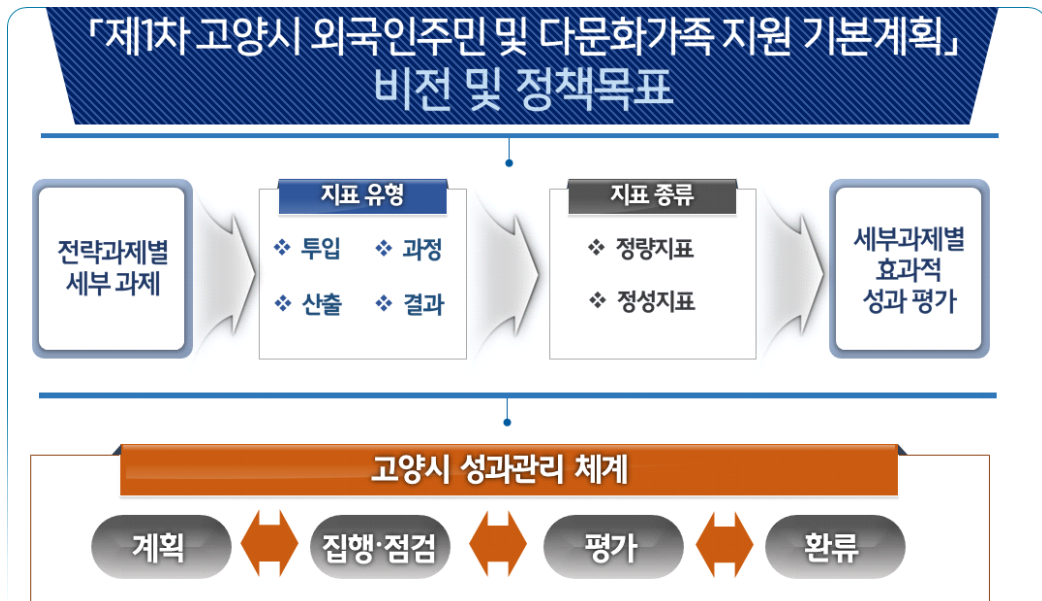 「제1차 고양시 외국인주민 및 다문화가족 지원 기본계획」
비전 및 정책목표
전략과제별
세부 과제
지표 유형
❖ 투입 ❖ 과정
❖ 산출 ❖ 결과
지표 종류
❖ 정량지표
❖ 정성지표
세부과제별
효과적
성과 평가
고양시 성과관리 체계
계획 집행·점검 평가 환류